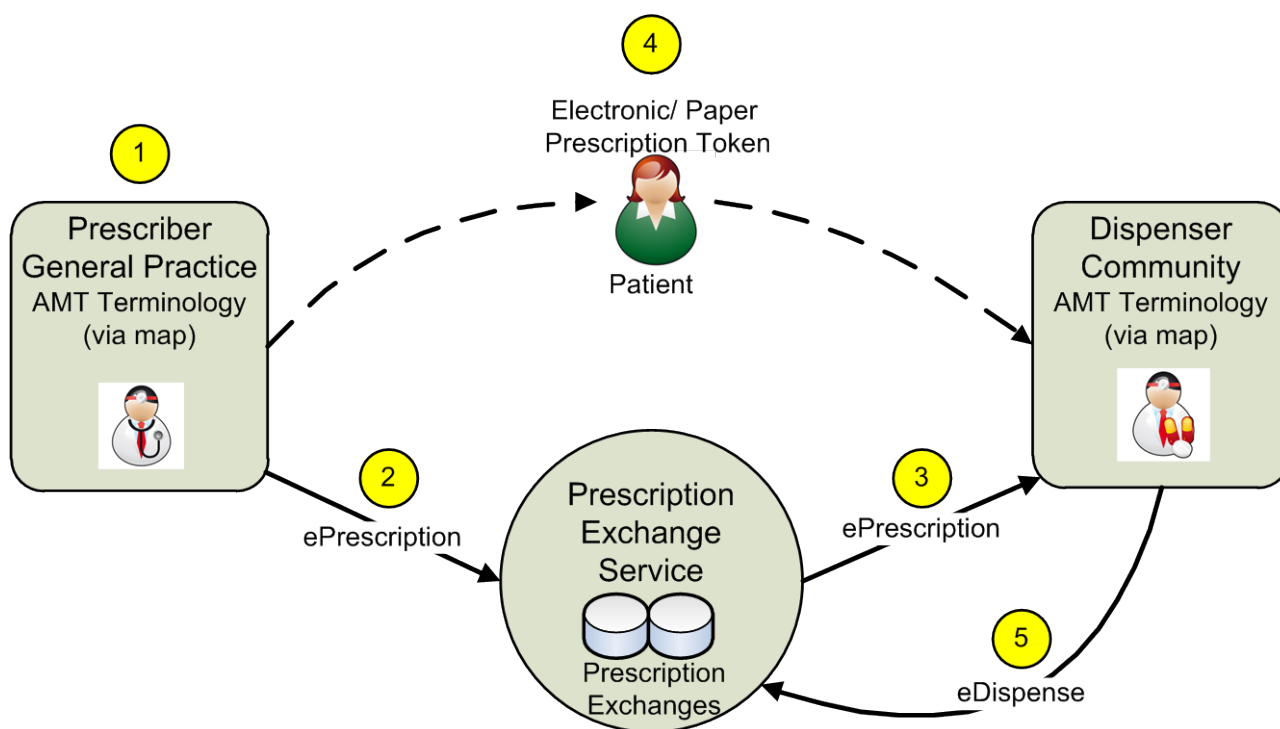 4
Electronic/ Paper
Prescription Token
Patient
1
Prescriber
General Practice
AMT Terminology
(via map)
Dispenser
Community
AMT Terminology
(via map)
2
ePrescription
Prescription
Exchange
Service
Prescription
Exchanges
3
ePrescription
5
eDispense